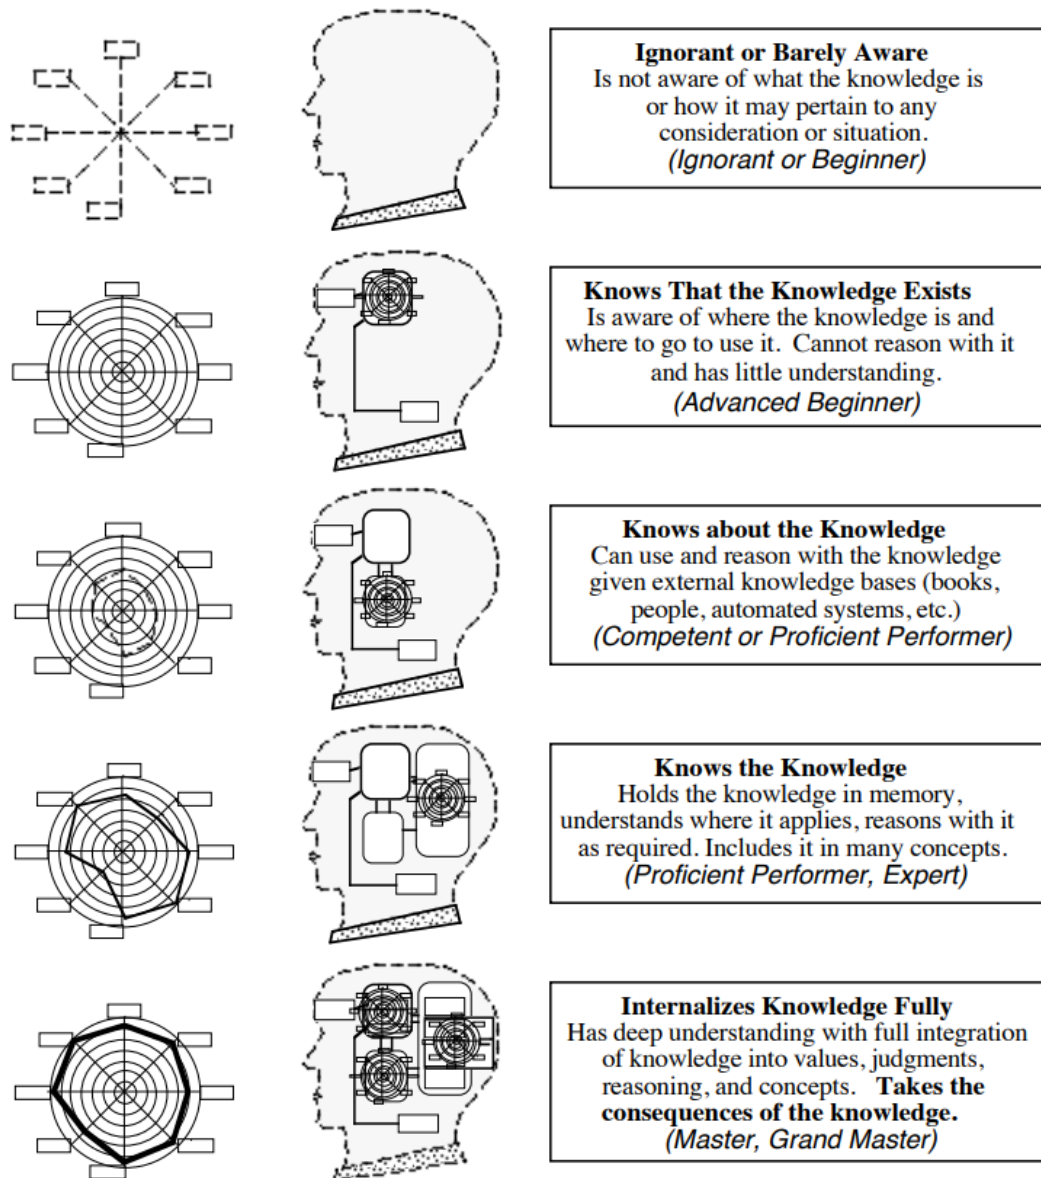 Ignorant or Barely Aware
Is not aware of what the knowledge is
or how it may pertain to any
consideration or situation.
(Ignorant or Beginner)
Knows That the Knowledge Exists
Is aware of where the knowledge is and
where to go to use it. Cannot reason with it
and has little understanding.
(Advanced Beginner)
Knows about the Knowledge
Can use and reason with the knowledge
given external knowledge bases (books,
people, automated systems, etc.)
(Competent or Proficient Performer)
Knows the Knowledge
Holds the knowledge in memory,
understands where it applies, reasons with it
as required. Includes it in many concepts.
(Proficient Performer, Expert)
Internalizes Knowledge Fully
Has deep understanding with full integration
of knowledge into values, judgments,
reasoning, and concepts. Takes the
consequences of the knowledge.
(Master, Grand Master)